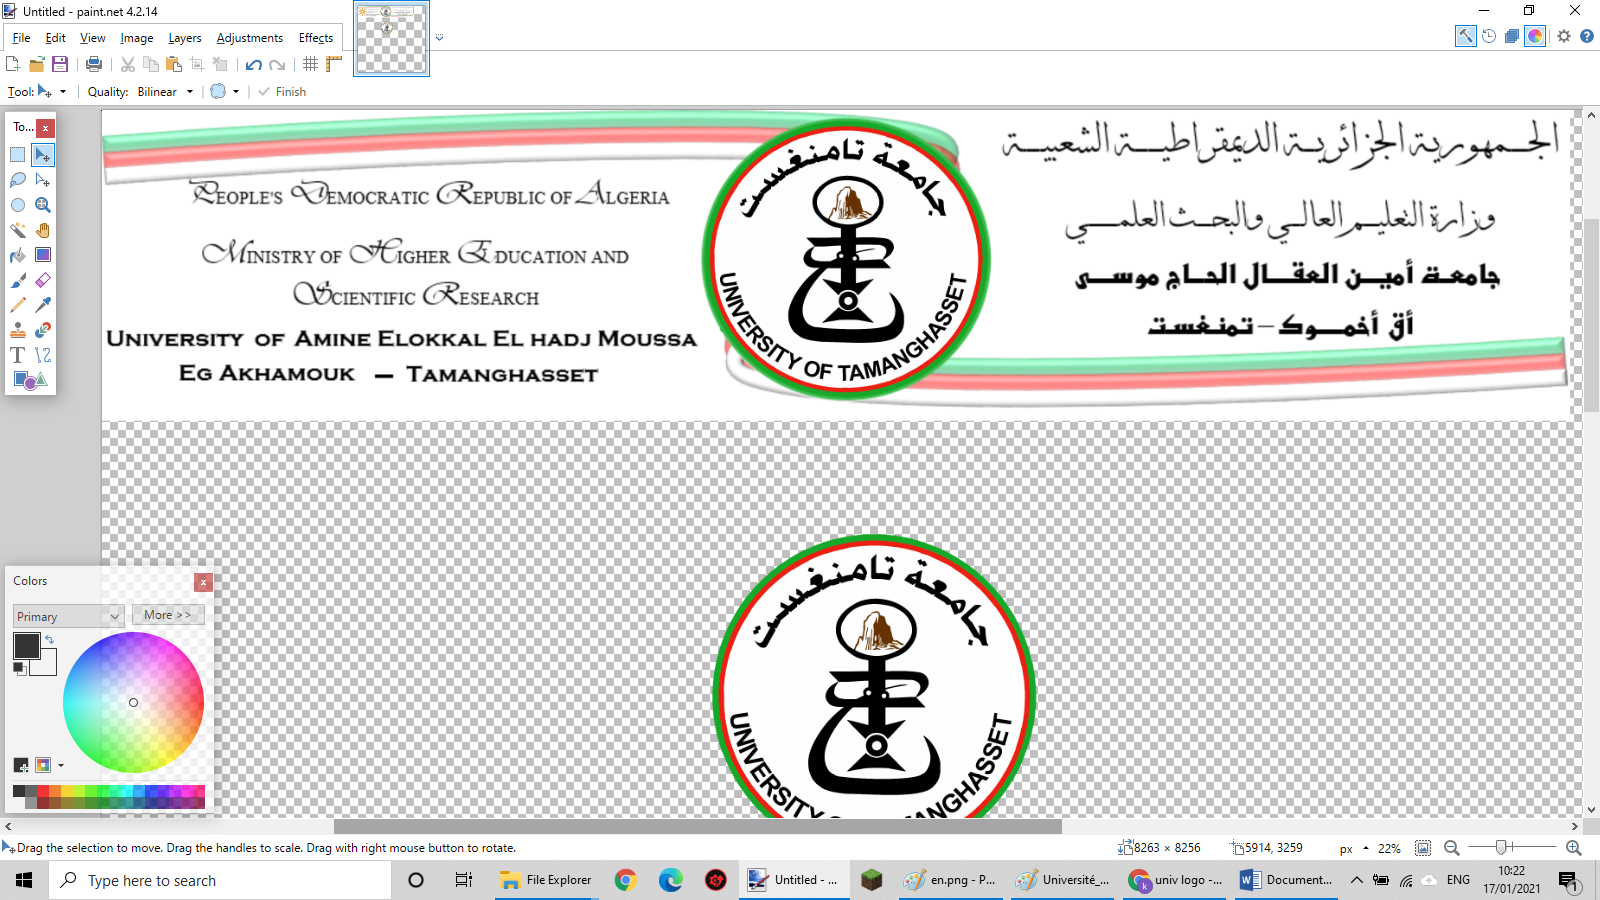 Untitled - paint.net 4.2.14
File Edit View Image Layers Adjustments Effects
Tool: Quality: Bilinear Finish
To...
الجمهورية الجزائرية الديمقراطية الشعبية
PEOPLE'S DEMOCRATIC REPUBLIC OF ALGERIA
وزارة التعليم العالي والبحث العلمي
MINISTRY OF HIGHER EDUCATION AND
SCIENTIFIC RESEARCH
جامعة أمين العقال الحاج موسى
أق أخموك – تمنغست
UNIVERSITY OF AMINE ELOKKAL EL HADJ MOUSSA
EG AKHAMOUK – TAMANGHASSET
جامعة تامنغست
UNIVERSITY OF TAMANGHASSET
جامعة تامنغست
UNIVERSITY OF TAMANGHASSET
Colors
Primary More >>
Drag the selection to move. Drag the handles to scale. Drag with right mouse button to rotate.
8263 × 8256 5914, 3259 px 22%
Type here to search
File Explorer
Untitled - ...
en.png - P...
Université_...
univ logo -...
Document...
ENG
10:22
17/01/2021
1